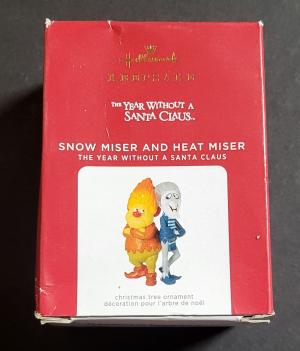 Hallmark
KEEPSAKE
THE YEAR WITHOUT A
SANTA CLAUS™
SNOW MISER AND HEAT MISER
THE YEAR WITHOUT A SANTA CLAUS
christmas tree ornament
décoration pour l'arbre de noël